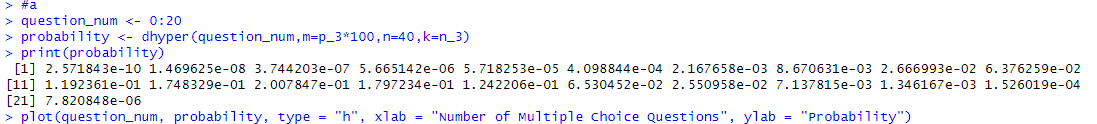 > #a
> question_num <- 0:20
> probability <- dhyper(question_num,m=p_3*100,n=40,k=n_3)
> print(probability)
[1] 2.571843e-10 1.469625e-08 3.744203e-07 5.665142e-06 5.718253e-05 4.098844e-04 2.167658e-03 8.670631e-03 2.666993e-02 6.376259e-02
[11] 1.192361e-01 1.748329e-01 2.007847e-01 1.797234e-01 1.242206e-01 6.530452e-02 2.550958e-02 7.137815e-03 1.346167e-03 1.526019e-04
[21] 7.820848e-06
> plot(question_num, probability, type = "h", xlab = "Number of Multiple Choice Questions", ylab = "Probability")